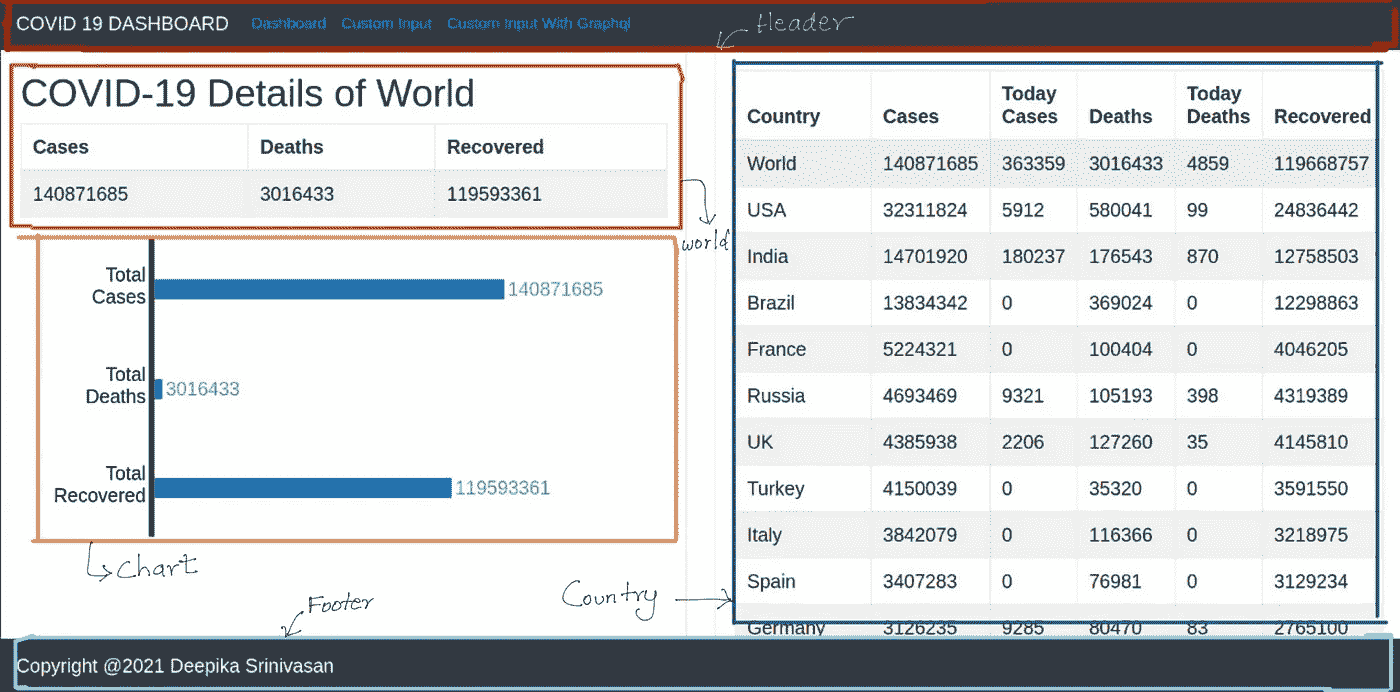 COVID 19 DASHBOARD Dashboard Custom Input Custom Input With Graphql
Header
COVID-19 Details of World
Cases Deaths Recovered
140871685 3016433 119593361
world
Total
Cases
140871685
Total
Deaths
3016433
Total
Recovered
119593361
Chart
Country Cases Today Cases Deaths Today Deaths Recovered
World 140871685 363359 3016433 4859 119668757
USA 32311824 5912 580041 99 24836442
India 14701920 180237 176543 870 12758503
Brazil 13834342 0 369024 0 12298863
France 5224321 0 100404 0 4046205
Russia 4693469 9321 105193 398 4319389
UK 4385938 2206 127260 35 4145810
Turkey 4150039 0 35320 0 3591550
Italy 3842079 0 116366 0 3218975
Spain 3407283 0 76981 0 3129234
Germany 3126235 9285 80470 83 2765100
Country
Footer
Copyright @2021 Deepika Srinivasan